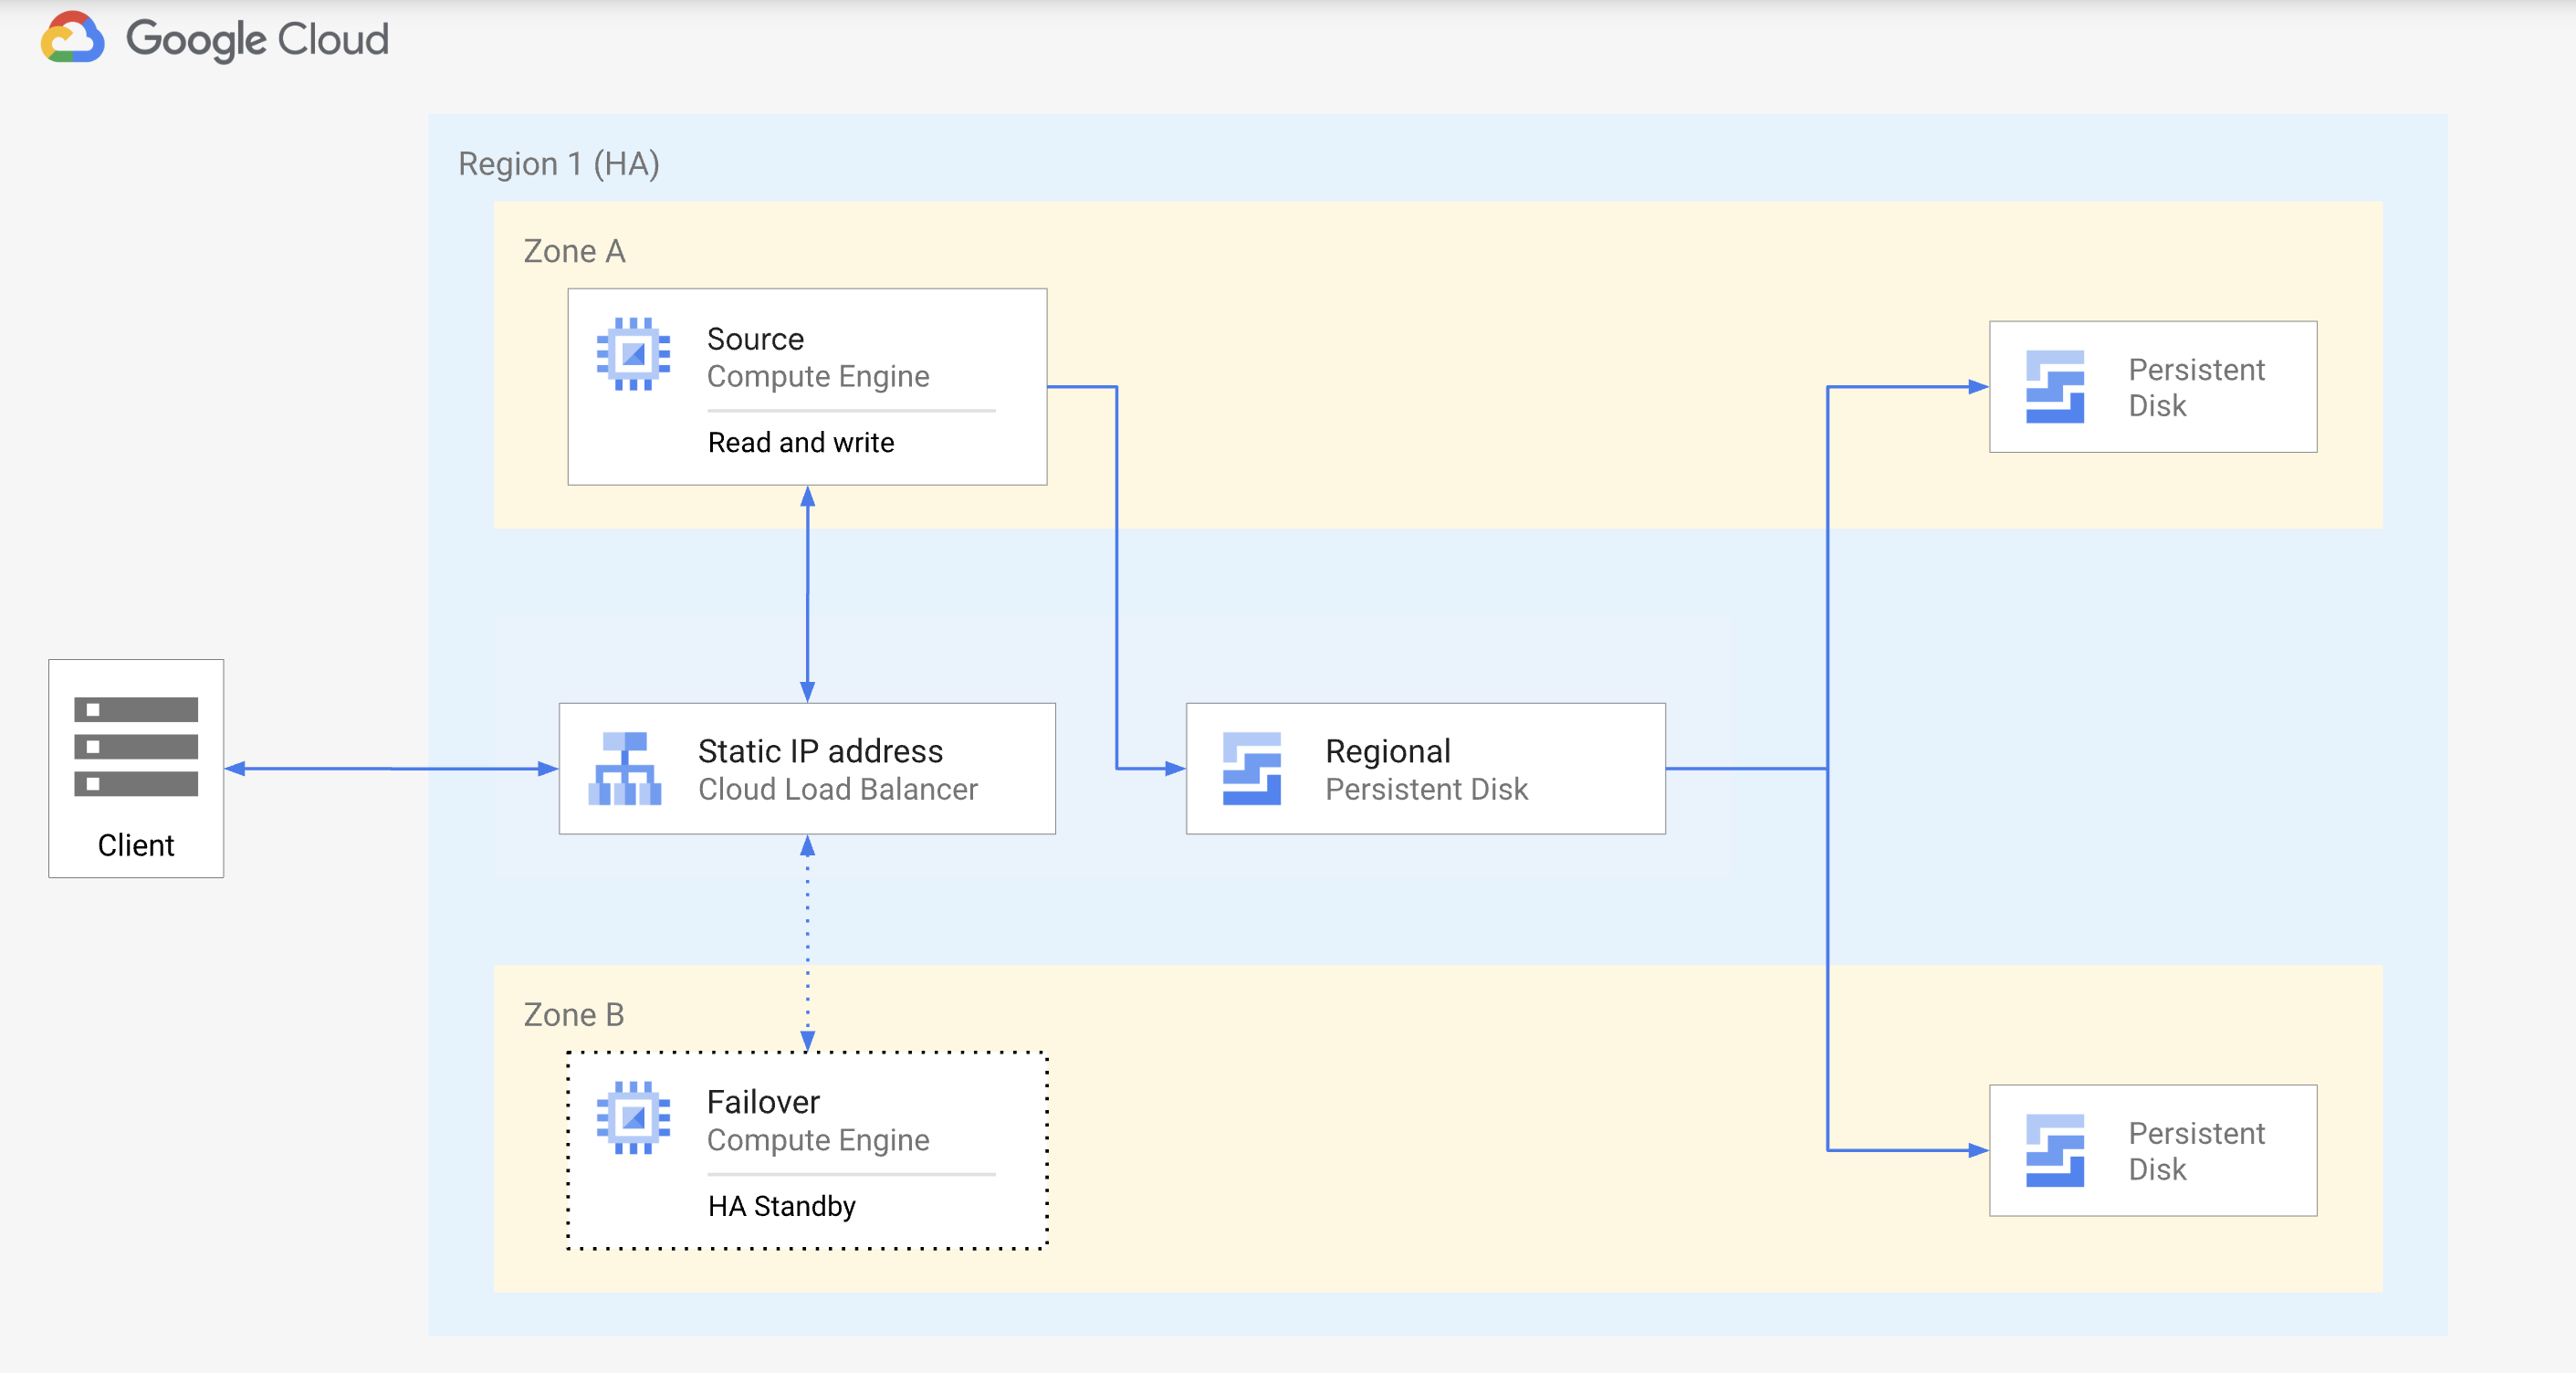 Google Cloud
Region 1 (HA)
Zone A
Source
Compute Engine
Read and write
Persistent
Disk
Client
Static IP address
Cloud Load Balancer
Regional
Persistent Disk
Zone B
Failover
Compute Engine
HA Standby
Persistent
Disk